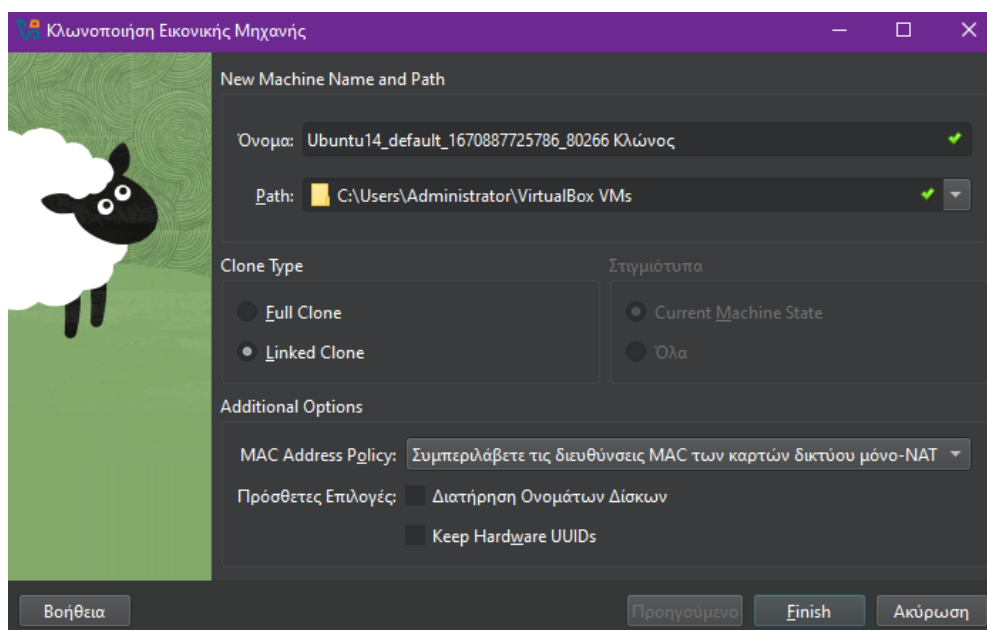 Κλωνοποίηση Εικονικής Μηχανής
New Machine Name and Path
Όνομα: Ubuntu14_default_1670887725786_80266 Κλώνος
Path: C:\Users\Administrator\VirtualBox VMs
Clone Type Στιγμιότυπα
Full Clone Current Machine State
Linked Clone Όλα
Additional Options
MAC Address Policy: Συμπεριλάβετε τις διευθύνσεις MAC των καρτών δικτύου μόνο-NAT
Πρόσθετες Επιλογές: Διατήρηση Ονομάτων Δίσκων
Keep Hardware UUIDs
Βοήθεια Προηγούμενο Finish Ακύρωση